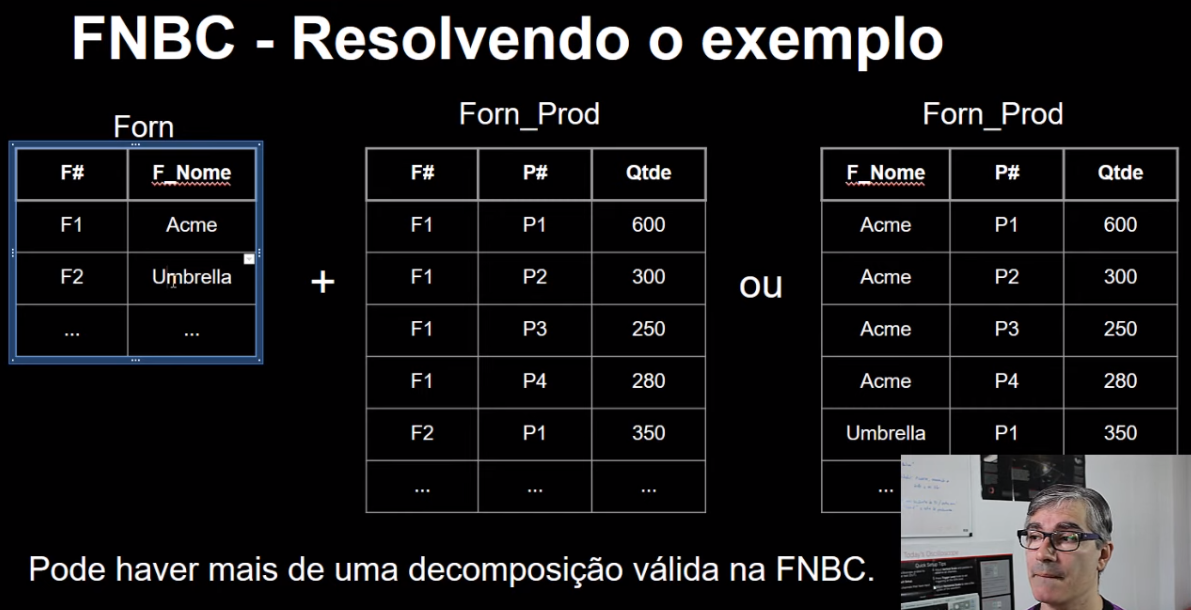 FNBC - Resolvendo o exemplo
Forn
F# F_Nome
F1 Acme
F2 Umbrella
... ...
+
Forn_Prod
F# P# Qtde
F1 P1 600
F1 P2 300
F1 P3 250
F1 P4 280
F2 P1 350
... ... ...
ou
Forn_Prod
F_Nome P# Qtde
Acme P1 600
Acme P2 300
Acme P3 250
Acme P4 280
Umbrella P1 350
...
Pode haver mais de uma decomposição válida na FNBC.